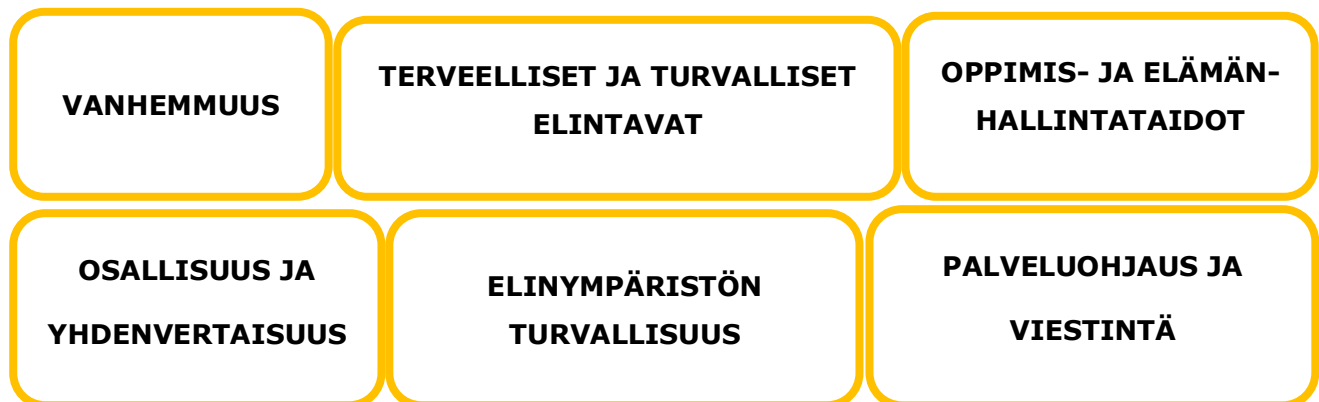 VANHEMMUUS
TERVEELLISET JA TURVALLISET
ELINTAVAT
OPPIMIS- JA ELÄMÄN-
HALLINTATAIDOT
OSALLISUUS JA
YHDENVERTAISUUS
ELINYMPÄRISTÖN
TURVALLISUUS
PALVELUOHJAUS JA
VIESTINTÄ